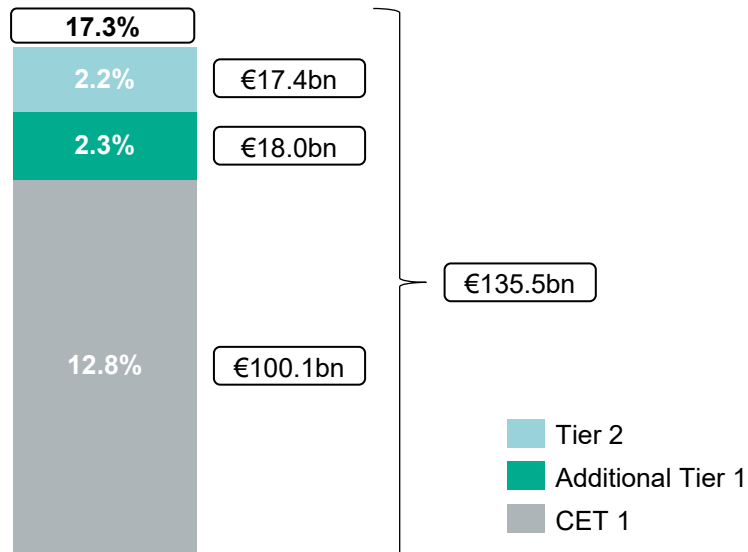 17.3%
2.2%
€17.4bn
2.3%
€18.0bn
€135.5bn
12.8%
€100.1bn
Tier 2
Additional Tier 1
CET 1